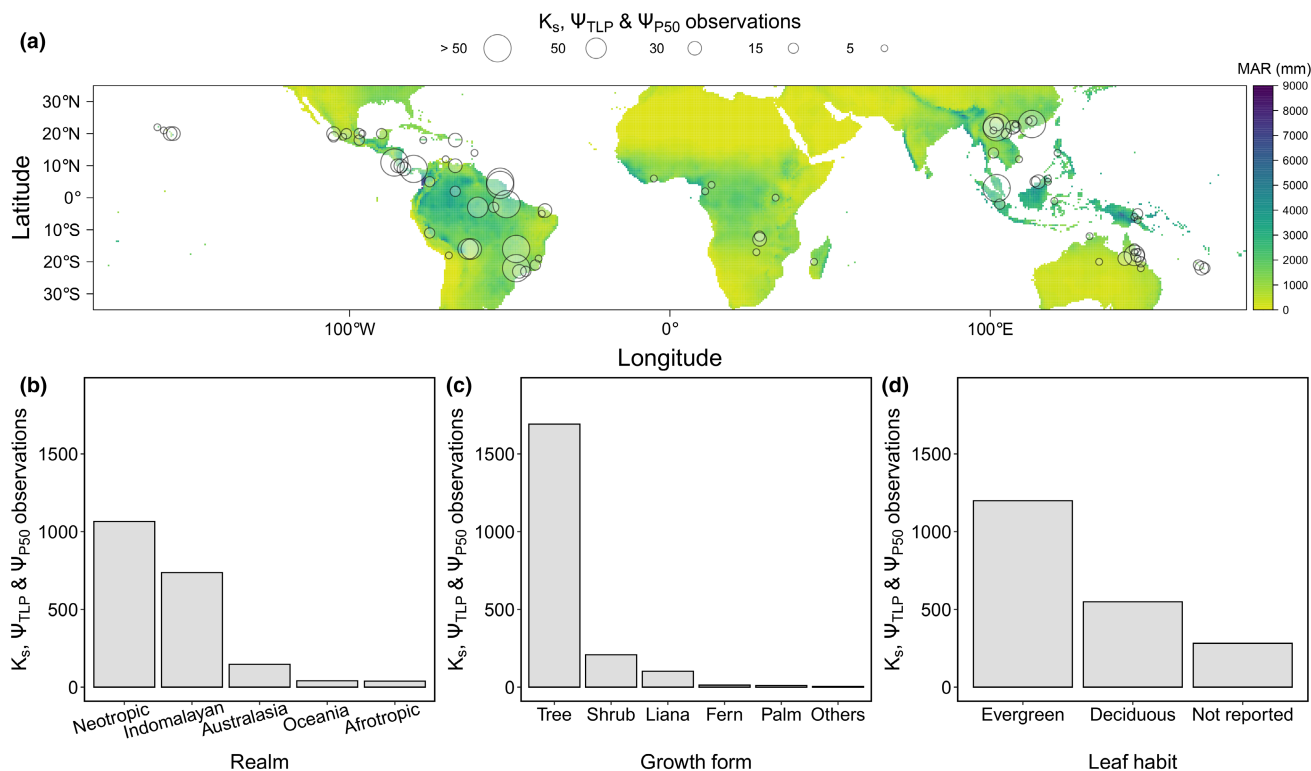 (a)
Ks, ΨTLP & ΨP50 observations
> 50 50 30 15 5
MAR (mm)
9000
8000
7000
6000
5000
4000
3000
2000
1000
0
Latitude
30°N
20°N
10°N
0°
10°S
20°S
30°S
100°W 0° 100°E
Longitude
(b)
Ks, ΨTLP & ΨP50 observations
1500
1000
500
0
Neotropic Indomalayan Australasia Oceania Afrotropic
Realm
(c)
Ks, ΨTLP & ΨP50 observations
1500
1000
500
0
Tree Shrub Liana Fern Palm Others
Growth form
(d)
Ks, ΨTLP & ΨP50 observations
1500
1000
500
0
Evergreen Deciduous Not reported
Leaf habit